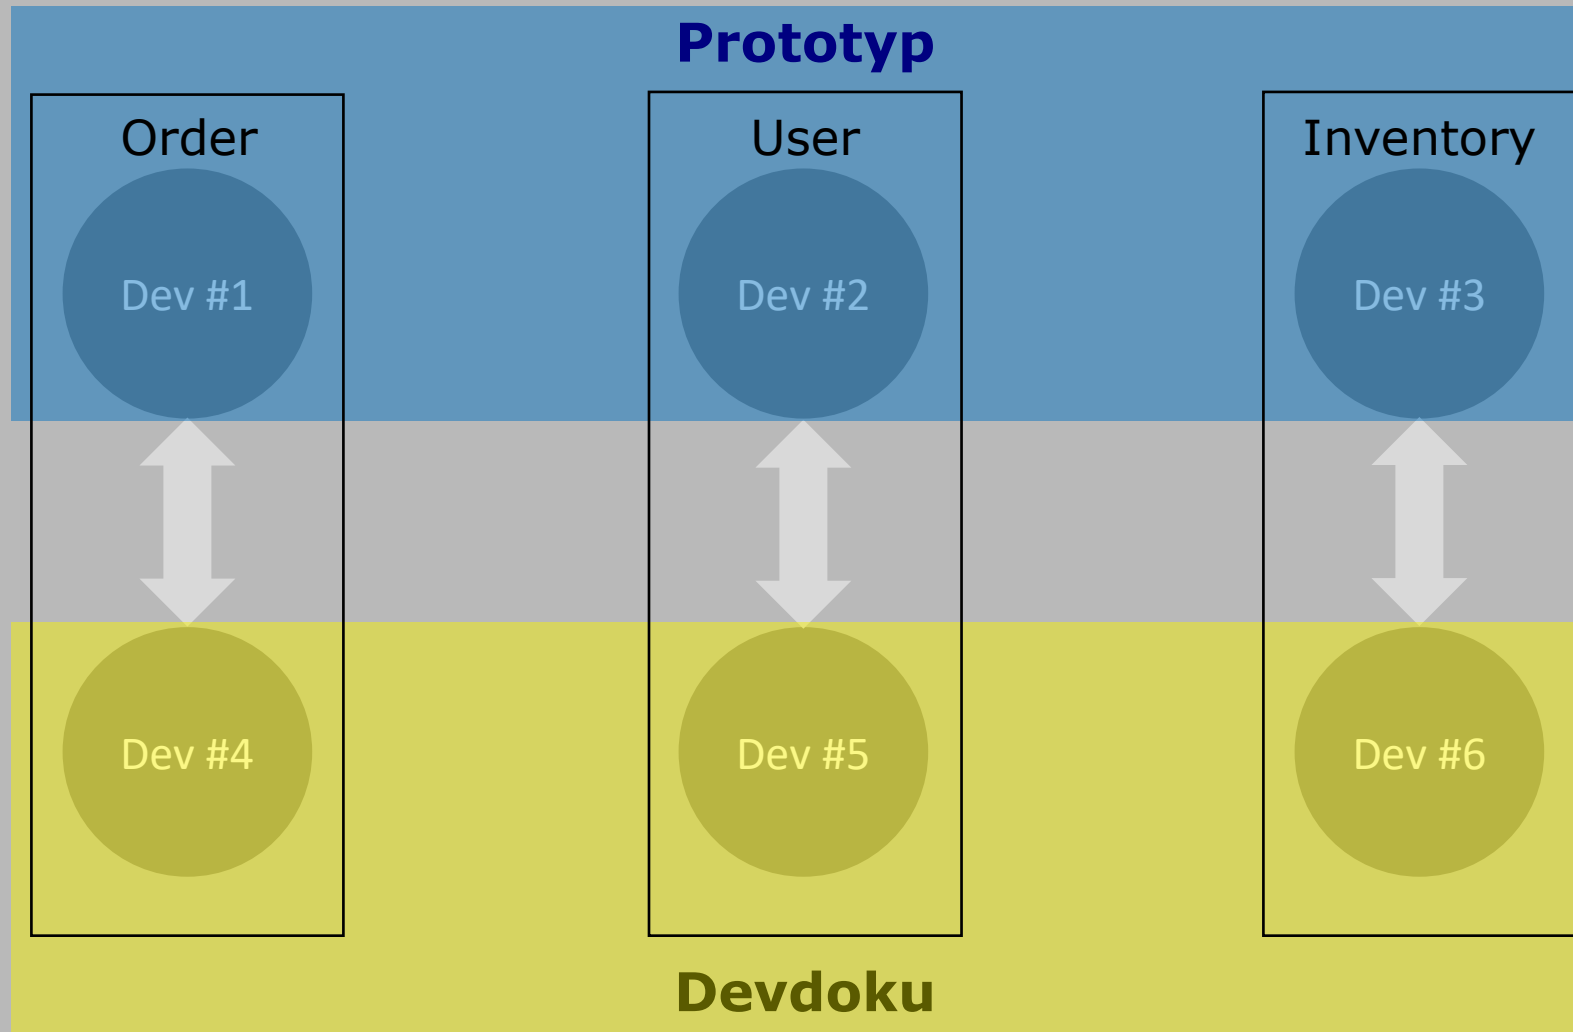 Prototyp
Order
User
Inventory
Dev #1
Dev #2
Dev #3
Dev #4
Dev #5
Dev #6
Devdoku